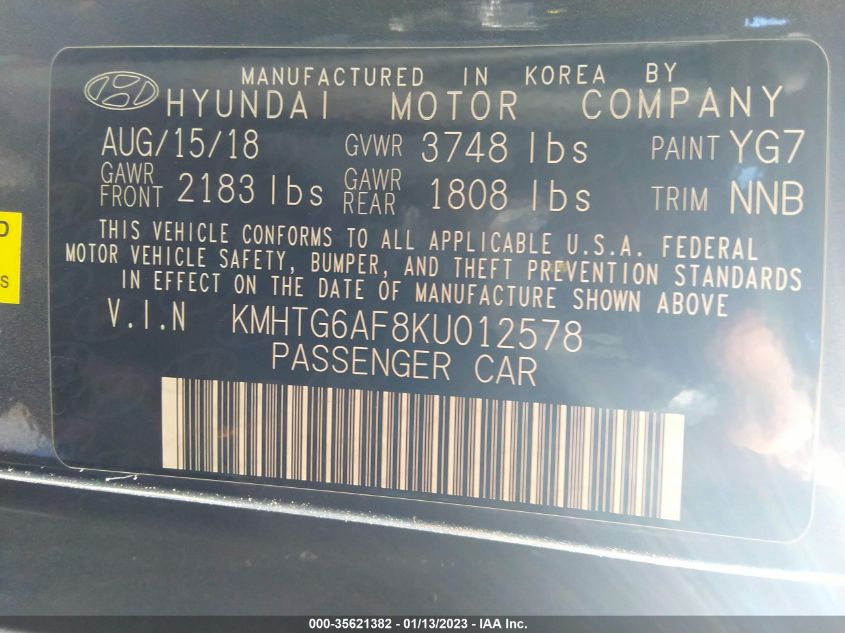 MANUFACTURED IN KOREA BY
HYUNDAI MOTOR COMPANY
AUG/15/18 GVWR 3748 lbs PAINT YG7
GAWR FRONT 2183 lbs GAWR REAR 1808 lbs TRIM NNB
THIS VEHICLE CONFORMS TO ALL APPLICABLE U.S.A. FEDERAL
MOTOR VEHICLE SAFETY, BUMPER, AND THEFT PREVENTION STANDARDS
IN EFFECT ON THE DATE OF MANUFACTURE SHOWN ABOVE
V.I.N KMHTG6AF8KU012578
PASSENGER CAR
000-35621382 - 01/13/2023 - IAA Inc.